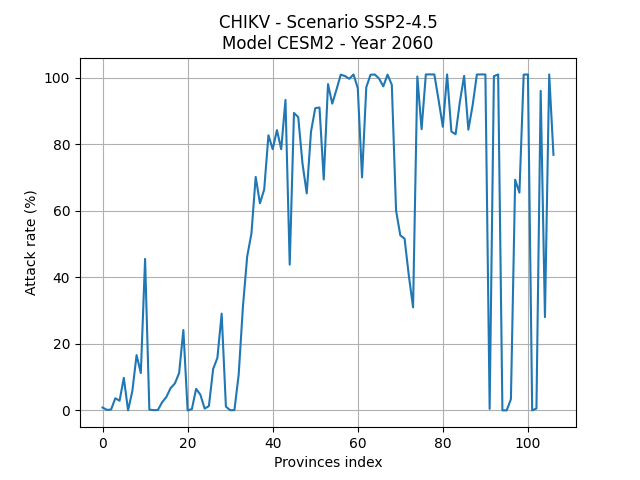 CHIKV - Scenario SSP2-4.5
Model CESM2 - Year 2060
100
80
60
40
20
0
Attack rate (%)
0 20 40 60 80 100
Provinces index